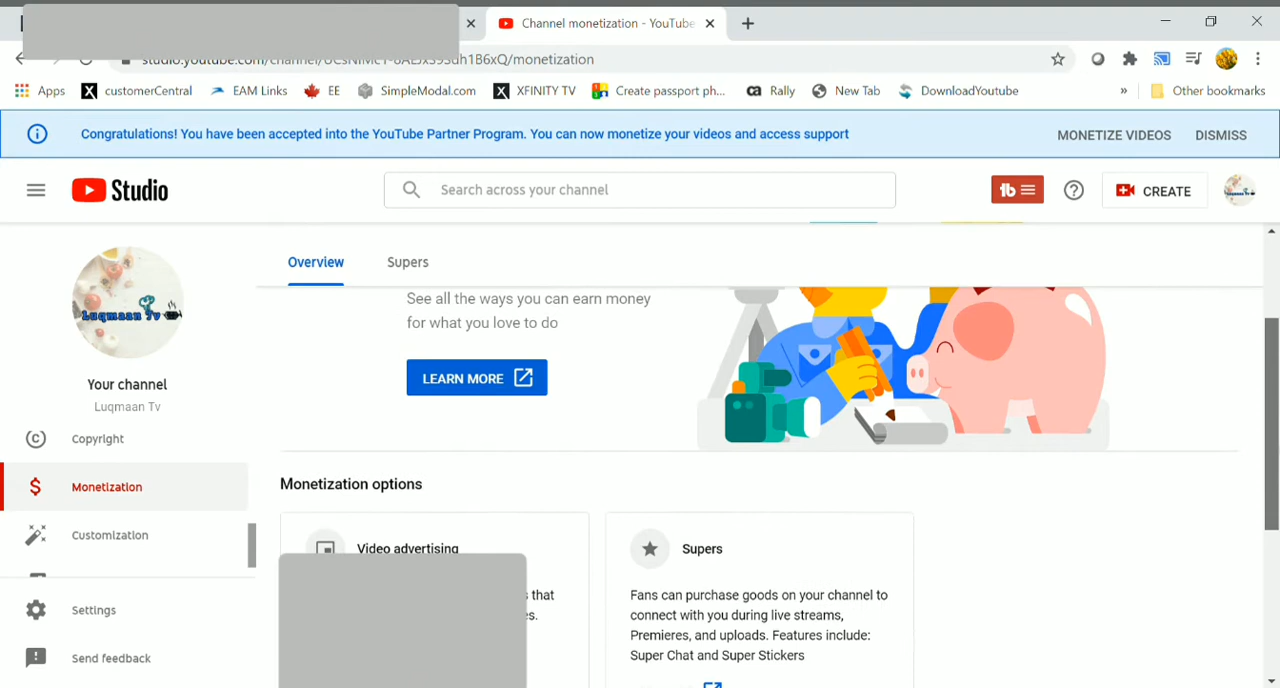 Channel monetization - YouTube
/monetization
Apps customerCentral EAM Links EE SimpleModal.com XFINITY TV Create passport ph... Rally New Tab DownloadYoutube » Other bookmarks
Congratulations! You have been accepted into the YouTube Partner Program. You can now monetize your videos and access support MONETIZE VIDEOS DISMISS
Studio Search across your channel CREATE
Overview Supers
See all the ways you can earn money
for what you love to do
LEARN MORE
Luqmaan Tv
Your channel
Luqmaan Tv
Copyright
Monetization
Customization
Settings
Send feedback
Monetization options
Video advertising
that
Supers
Fans can purchase goods on your channel to
connect with you during live streams,
Premieres, and uploads. Features include:
Super Chat and Super Stickers